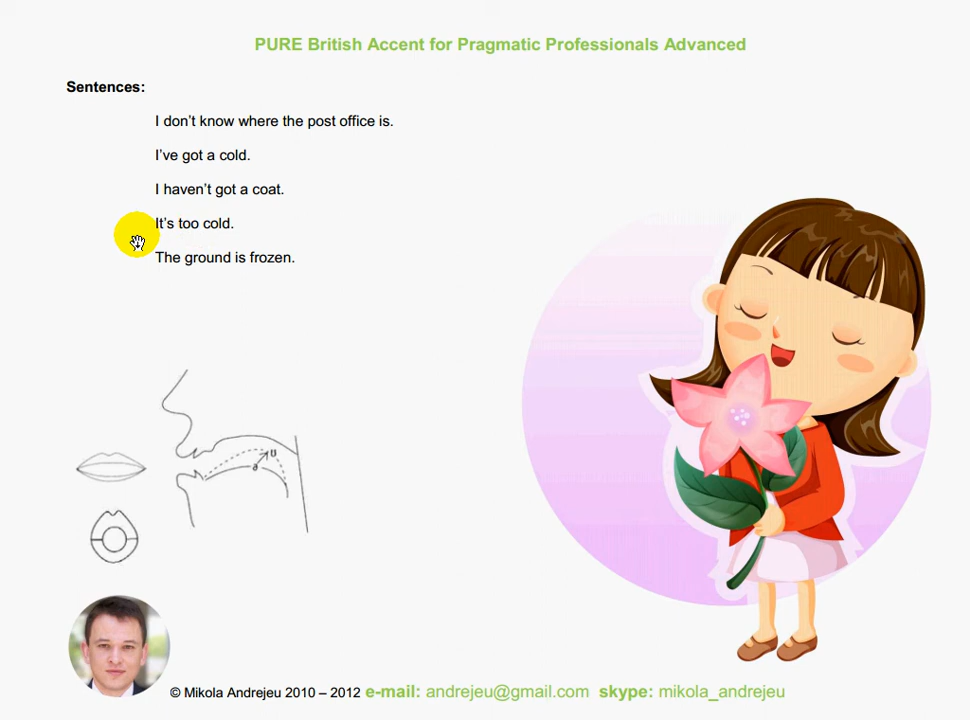 PURE British Accent for Pragmatic Professionals Advanced
Sentences:
I don’t know where the post office is.
I’ve got a cold.
I haven’t got a coat.
It’s too cold.
The ground is frozen.
ʊ
ə
© Mikola Andrejeu 2010 – 2012 e-mail: andrejeu@gmail.com skype: mikola_andrejeu